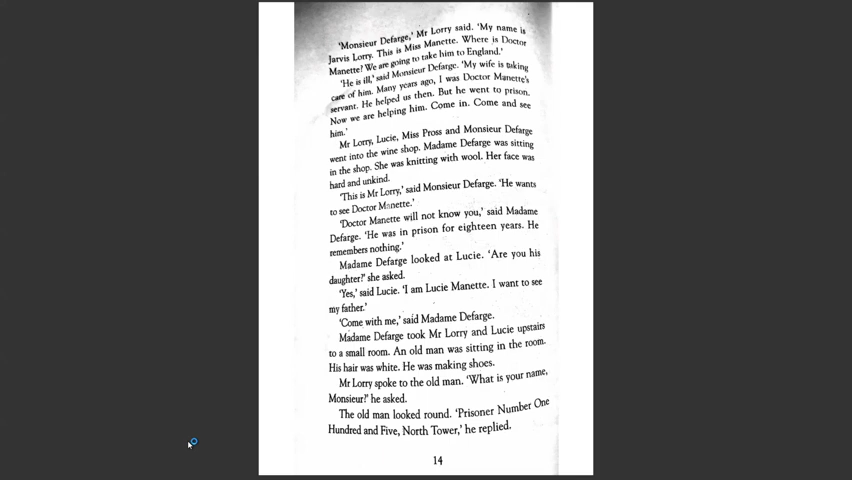 'Monsieur Defarge,' Mr Lorry said. 'My name is
Jarvis Lorry. This is Miss Manette. Where is Doctor
Manette? We are going to take him to England.'
'He is ill,' said Monsieur Defarge. 'My wife is taking
care of him. Many years ago, I was Doctor Manette's
servant. He helped us then. But he went to prison.
Now we are helping him. Come in. Come and see
him.'
Mr Lorry, Lucie, Miss Pross and Monsieur Defarge
went into the wine shop. Madame Defarge was sitting
in the shop. She was knitting with wool. Her face was
hard and unkind.
'This is Mr Lorry,' said Monsieur Defarge. 'He wants
to see Doctor Manette.'
'Doctor Manette will not know you,' said Madame
Defarge. 'He was in prison for eighteen years. He
remembers nothing.'
Madame Defarge looked at Lucie. 'Are you his
daughter?' she asked.
'Yes,' said Lucie. 'I am Lucie Manette. I want to see
my father.'
'Come with me,' said Madame Defarge.
Madame Defarge took Mr Lorry and Lucie upstairs
to a small room. An old man was sitting in the room.
His hair was white. He was making shoes.
Mr Lorry spoke to the old man. 'What is your name,
Monsieur?' he asked.
The old man looked round. 'Prisoner Number One
Hundred and Five, North Tower,' he replied.
14